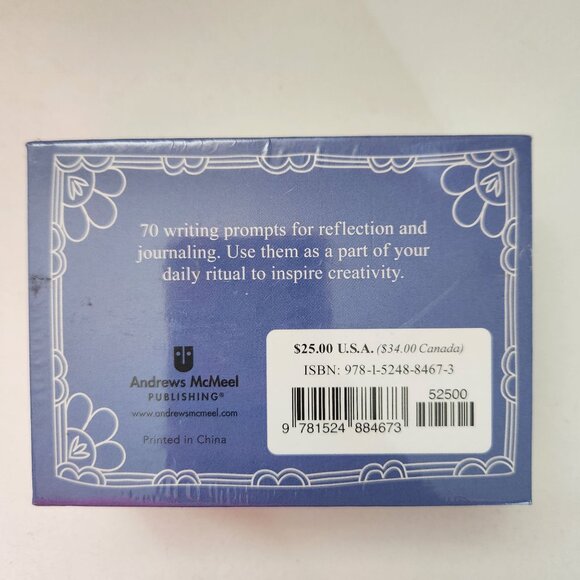 70 writing prompts for reflection and
journaling. Use them as a part of your
daily ritual to inspire creativity.
Andrews McMeel
PUBLISHING®
www.andrewsmcmeel.com
Printed in China
$25.00 U.S.A. ($34.00 Canada)
ISBN: 978-1-5248-8467-3
52500
9 781524 884673